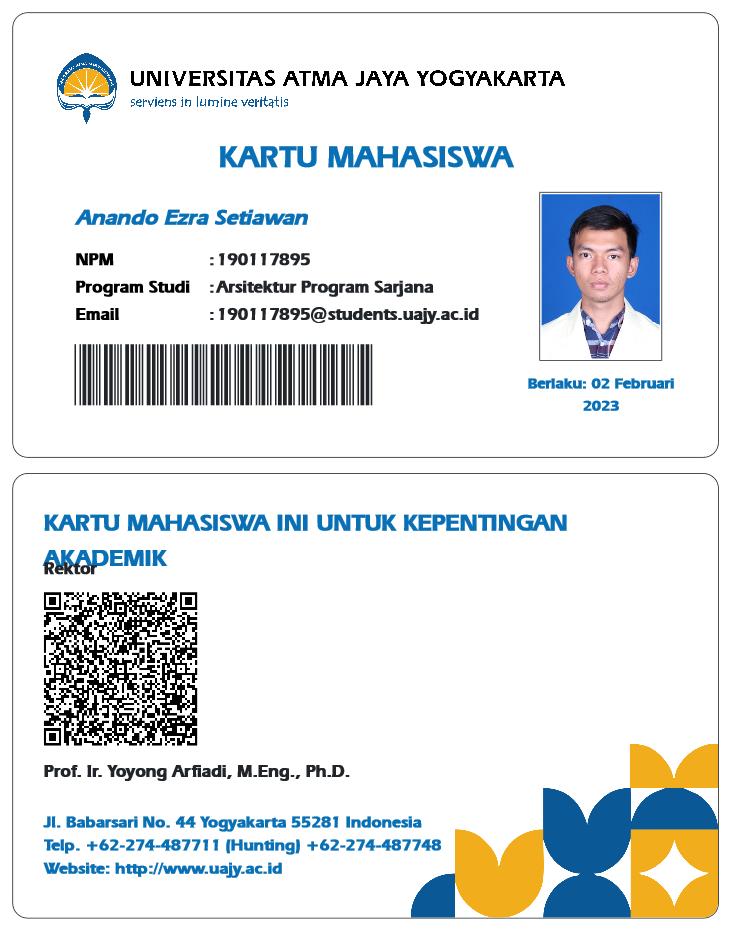 UNIVERSITAS ATMA JAYA YOGYAKARTA
serviens in lumine veritatis
KARTU MAHASISWA
Anando Ezra Setiawan
NPM : 190117895
Program Studi : Arsitektur Program Sarjana
Email : 190117895@students.uajy.ac.id
Berlaku: 02 Februari
2023
KARTU MAHASISWA INI UNTUK KEPENTINGAN
AKADEMIK
Rektor
Prof. Ir. Yoyong Arfiadi, M.Eng., Ph.D.
Jl. Babarsari No. 44 Yogyakarta 55281 Indonesia
Telp. +62-274-487711 (Hunting) +62-274-487748
Website: http://www.uajy.ac.id